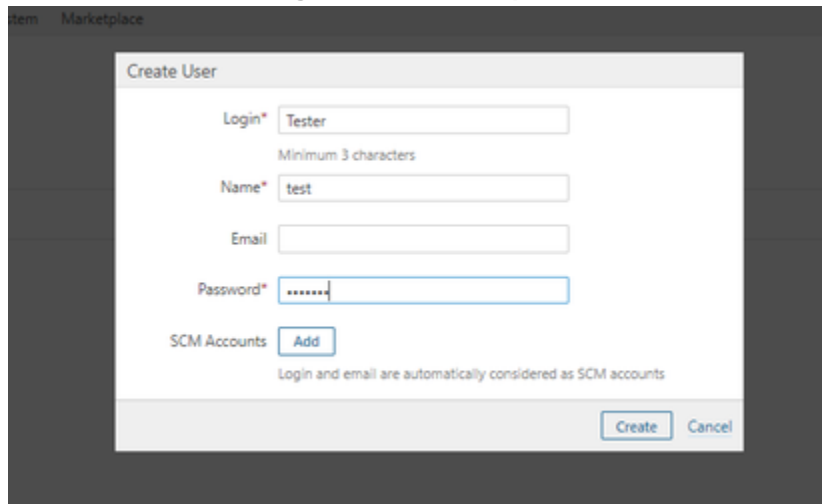 stem Marketplace
Create User
Login* Tester
Minimum 3 characters
Name* test
Email
Password* •••••••
SCM Accounts Add
Login and email are automatically considered as SCM accounts
Create Cancel